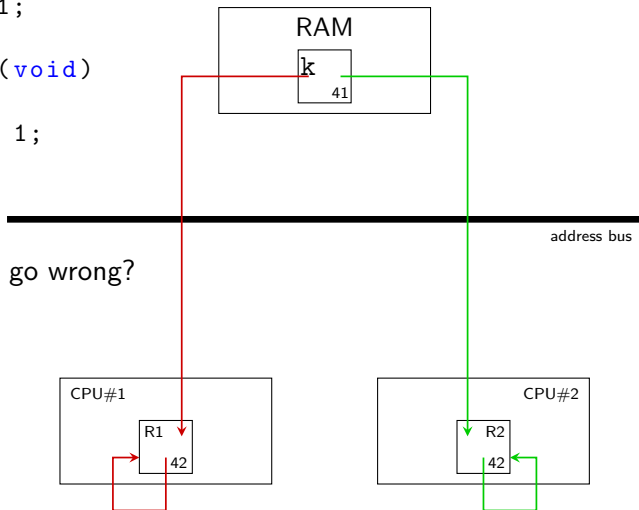 1;
(void)
1;
RAM
k
41
address bus
go wrong?
CPU#1
R1
42
CPU#2
R2
42